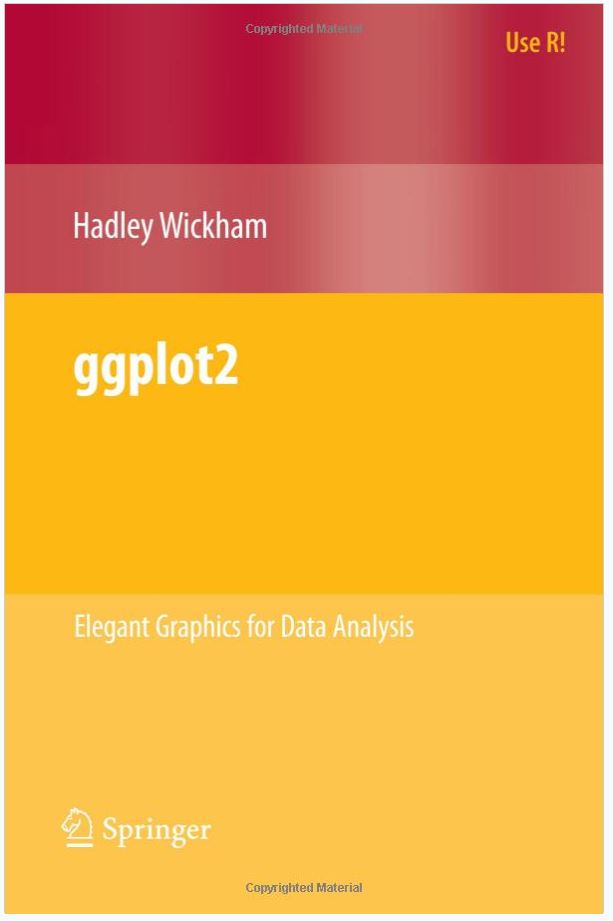 Copyrighted Material
Use R!
Hadley Wickham
ggplot2
Elegant Graphics for Data Analysis
Springer
Copyrighted Material